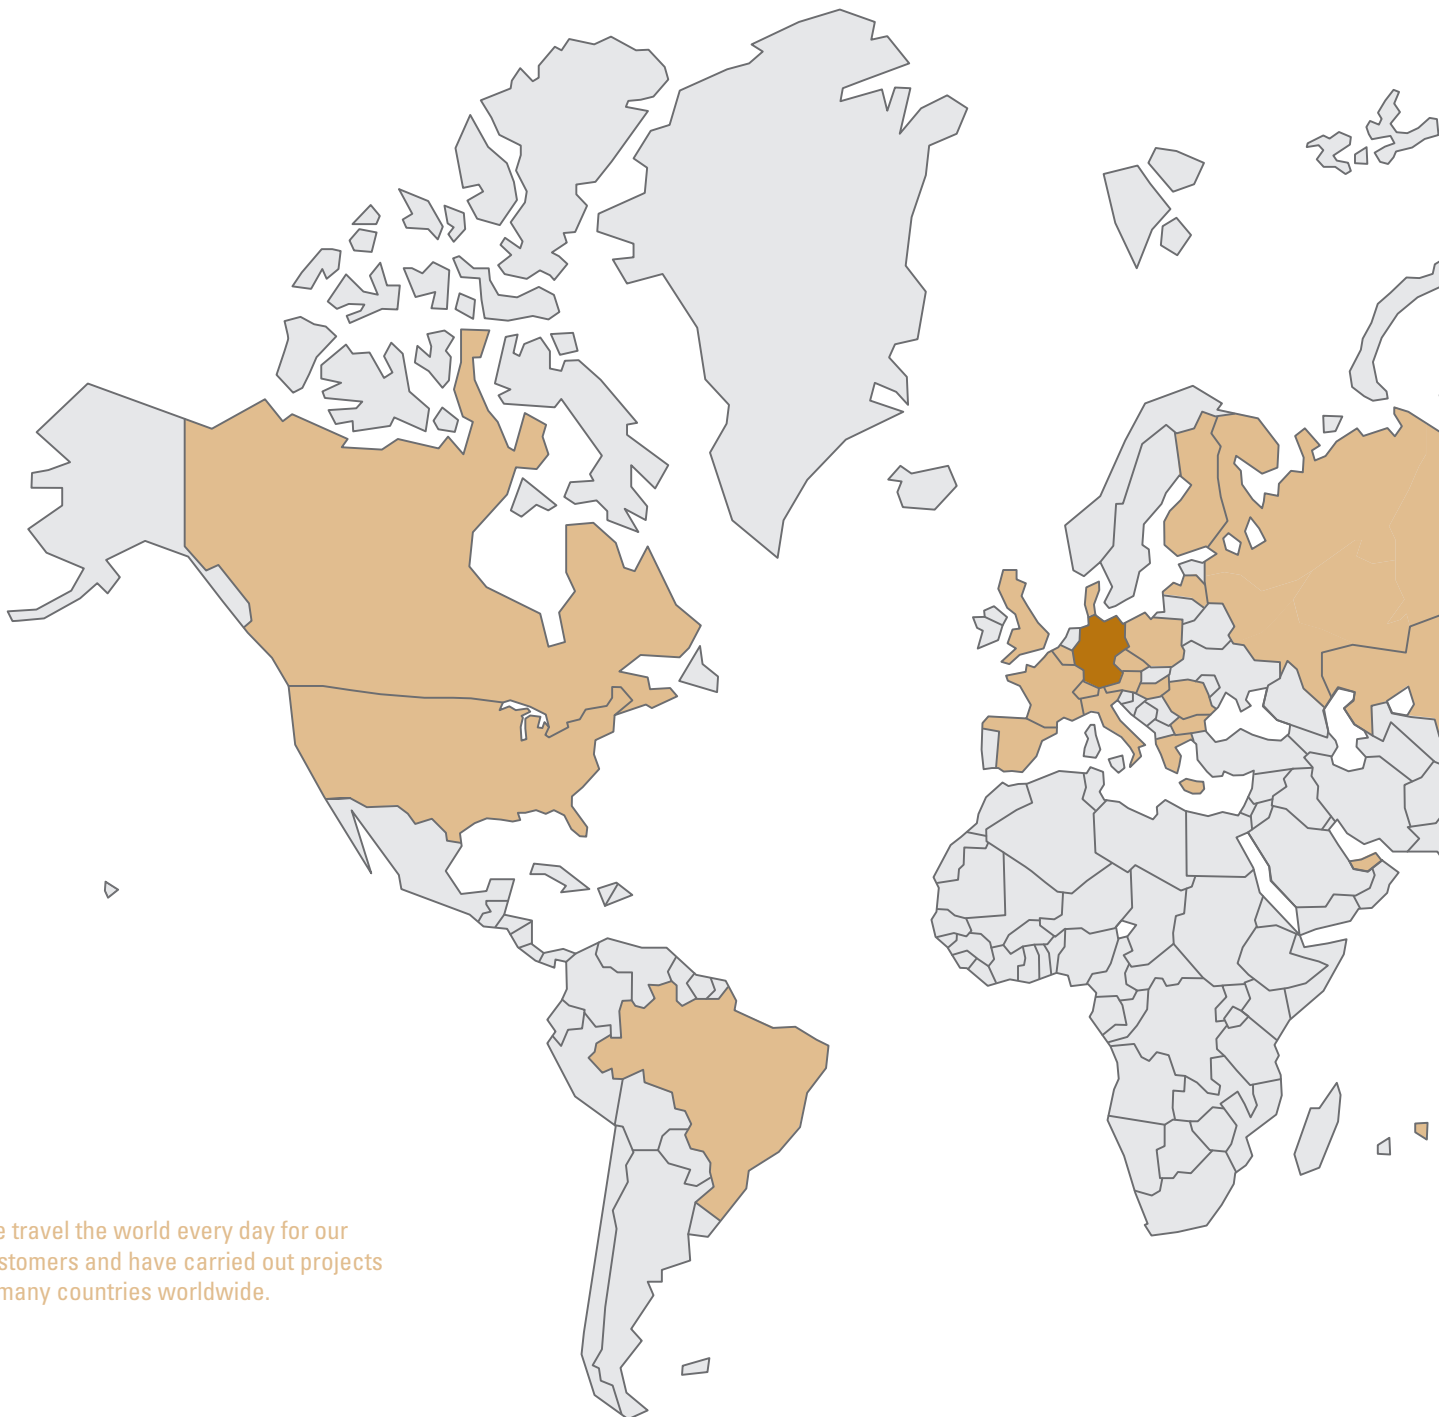 e travel the world every day for our
stomers and have carried out projects
many countries worldwide.